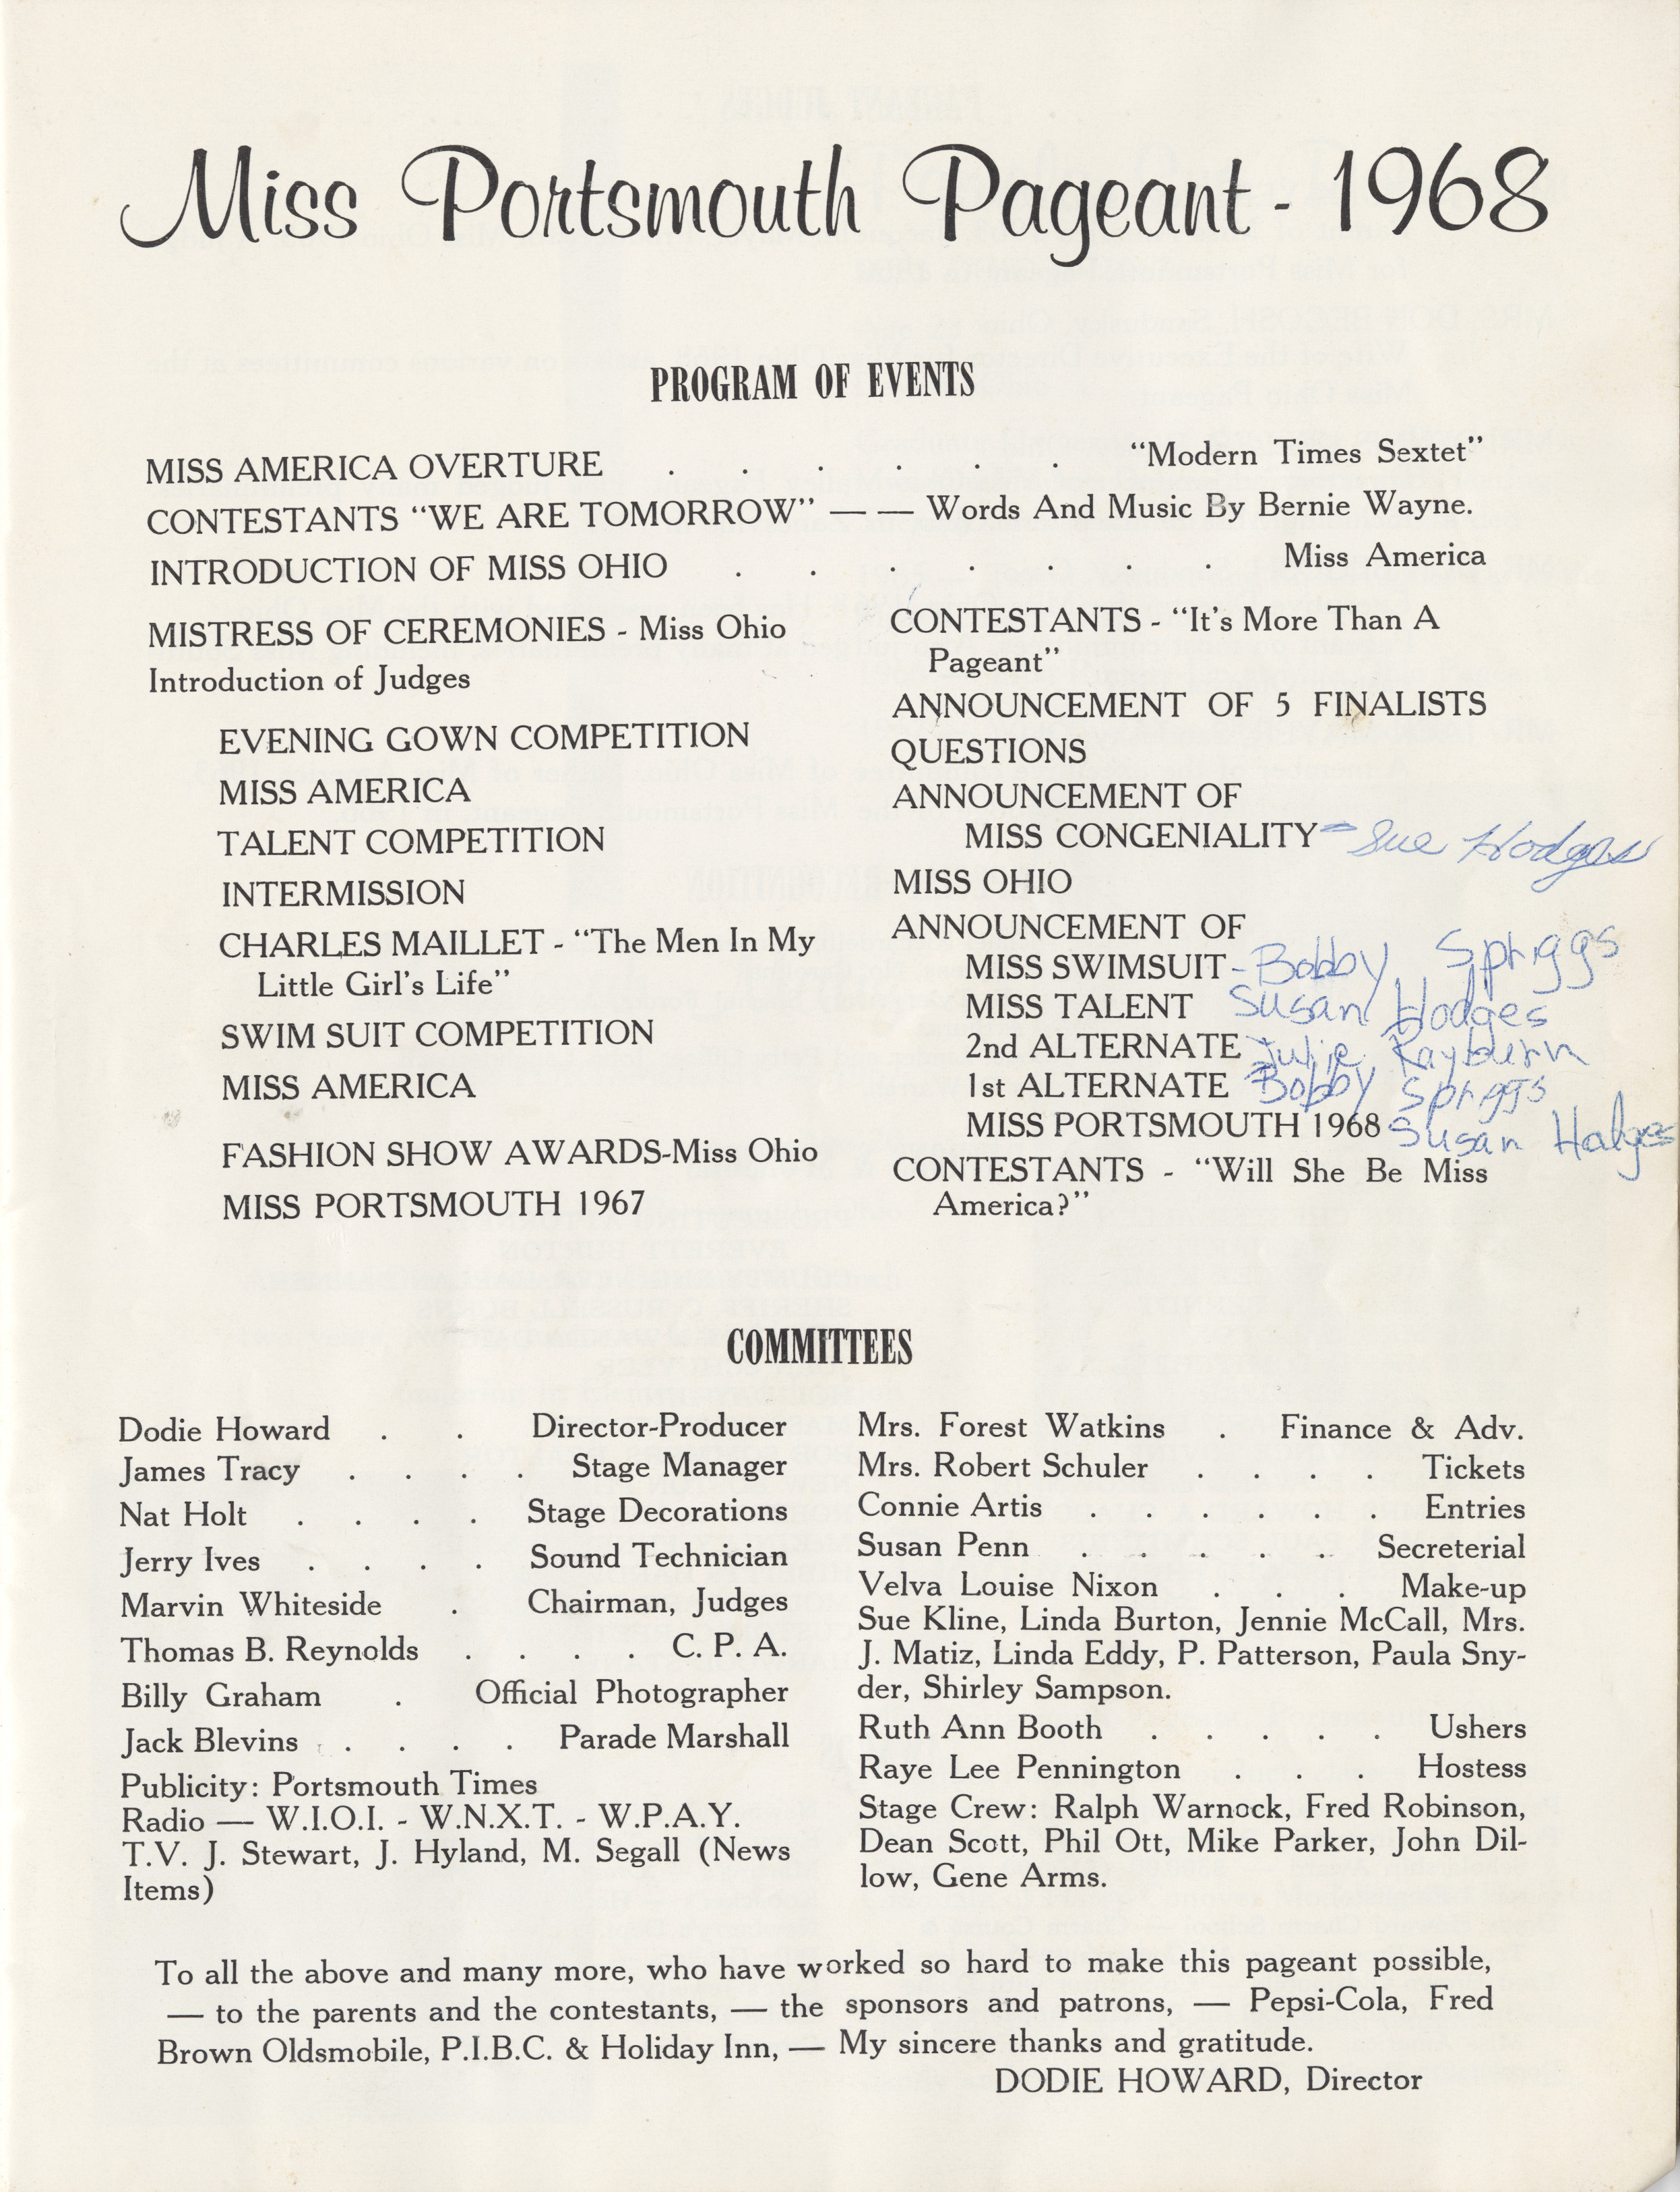 Miss Portsmouth Pageant - 1968
PROGRAM OF EVENTS
MISS AMERICA OVERTURE . . . . . . "Modern Times Sextet"
CONTESTANTS "WE ARE TOMORROW" — — Words And Music By Bernie Wayne.
INTRODUCTION OF MISS OHIO . . . . . . . Miss America
MISTRESS OF CEREMONIES - Miss Ohio
Introduction of Judges
EVENING GOWN COMPETITION
MISS AMERICA
TALENT COMPETITION
INTERMISSION
CHARLES MAILLET - "The Men In My
Little Girl's Life"
SWIM SUIT COMPETITION
MISS AMERICA
FASHION SHOW AWARDS-Miss Ohio
MISS PORTSMOUTH 1967
CONTESTANTS - "It's More Than A
Pageant"
ANNOUNCEMENT OF 5 FINALISTS
QUESTIONS
ANNOUNCEMENT OF
MISS CONGENIALITY - Sue Hodges
MISS OHIO
ANNOUNCEMENT OF
MISS SWIMSUIT - Bobby Spriggs
MISS TALENT Susan Hodges
2nd ALTERNATE Julie Rayburn
1st ALTERNATE Bobby Spriggs
MISS PORTSMOUTH 1968 Susan Hodges
CONTESTANTS - "Will She Be Miss
America?"
COMMITTEES
Dodie Howard . . Director-Producer
James Tracy . . . . Stage Manager
Nat Holt . . . . Stage Decorations
Jerry Ives . . . . Sound Technician
Marvin Whiteside . Chairman, Judges
Thomas B. Reynolds . . . . C. P. A.
Billy Graham . Official Photographer
Jack Blevins . . . . Parade Marshall
Publicity: Portsmouth Times
Radio — W.I.O.I. - W.N.X.T. - W.P.A.Y.
T.V. J. Stewart, J. Hyland, M. Segall (News
Items)
Mrs. Forest Watkins . Finance & Adv.
Mrs. Robert Schuler . . . . Tickets
Connie Artis . . . . . . Entries
Susan Penn . . . . . Secreterial
Velva Louise Nixon . . . Make-up
Sue Kline, Linda Burton, Jennie McCall, Mrs.
J. Matiz, Linda Eddy, P. Patterson, Paula Sny-
der, Shirley Sampson.
Ruth Ann Booth . . . . . Ushers
Raye Lee Pennington . . . Hostess
Stage Crew: Ralph Warnock, Fred Robinson,
Dean Scott, Phil Ott, Mike Parker, John Dil-
low, Gene Arms.
To all the above and many more, who have worked so hard to make this pageant possible,
— to the parents and the contestants, — the sponsors and patrons, — Pepsi-Cola, Fred
Brown Oldsmobile, P.I.B.C. & Holiday Inn, — My sincere thanks and gratitude.
DODIE HOWARD, Director